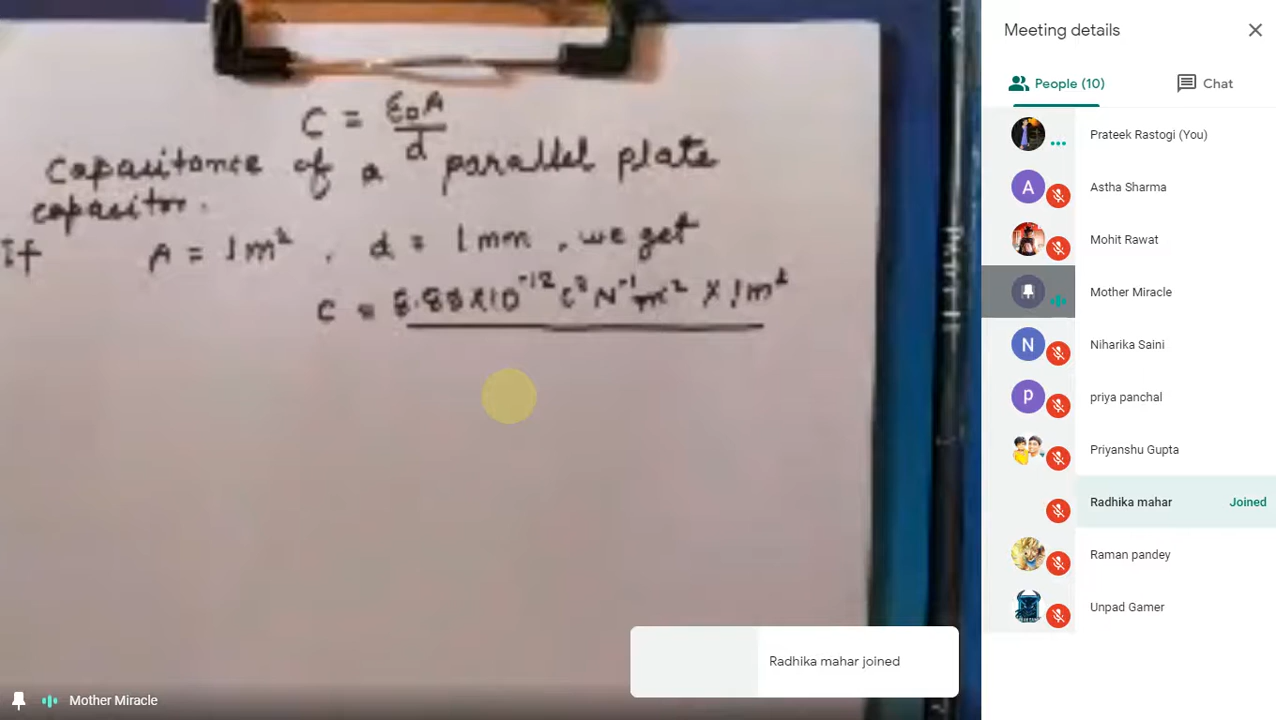 C = ε₀A
d
Capacitance of a parallel plate
capacitor.
If A = 1m², d = 1mm, we get
C = 8.85×10⁻¹² C² N⁻¹ m⁻² × 1m²
Meeting details
People (10)
Chat
Prateek Rastogi (You)
A
Astha Sharma
Mohit Rawat
Mother Miracle
N
Niharika Saini
p
priya panchal
Priyanshu Gupta
Radhika mahar Joined
Raman pandey
Unpad Gamer
Radhika mahar joined
Mother Miracle